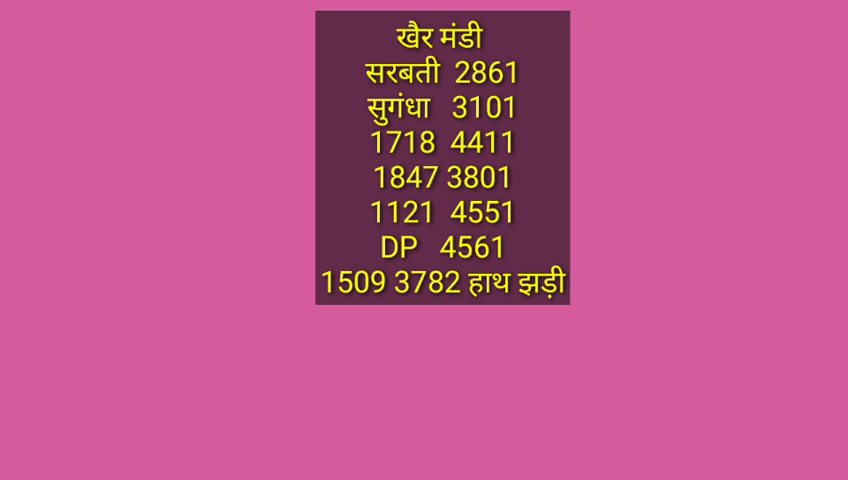 खैर मंडी
सरबती 2861
सुगंधा 3101
1718 4411
1847 3801
1121 4551
DP 4561
1509 3782 हाथ झड़ी